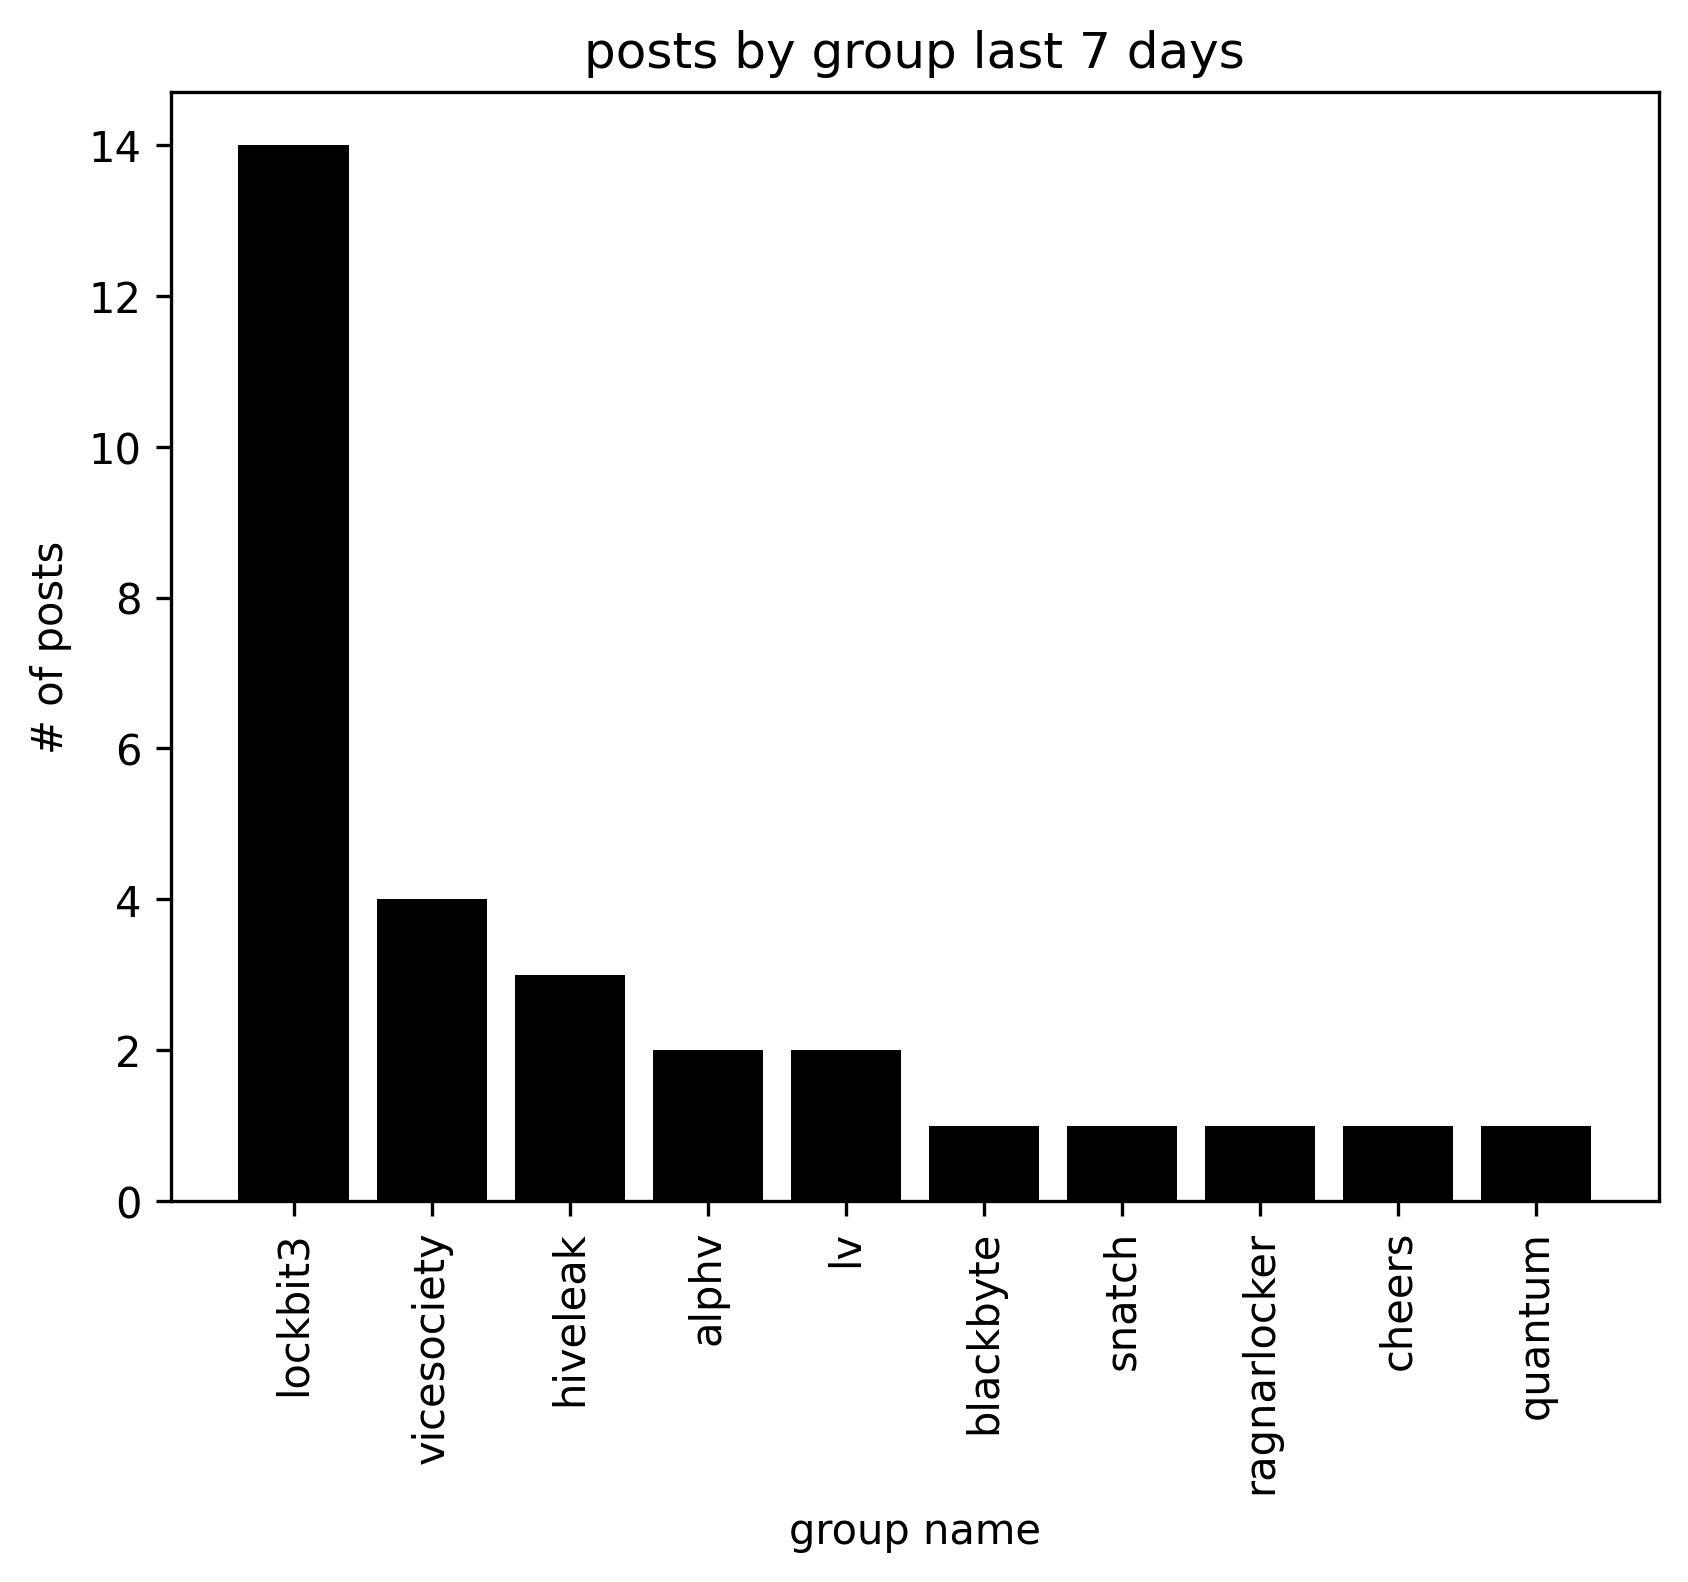 posts by group last 7 days
14
12
10
8
6
4
2
0
# of posts
lockbit3
vicesociety
hiveleak
alphv
lv
blackbyte
snatch
ragnarlocker
cheers
quantum
group name